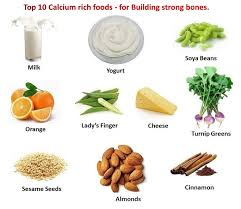 Top 10 Calcium rich foods - for Building strong bones.
Milk
Yogurt
Soya Beans
Orange
Lady's Finger
Cheese
Turnip Greens
Sesame Seeds
Almonds
Cinnamon